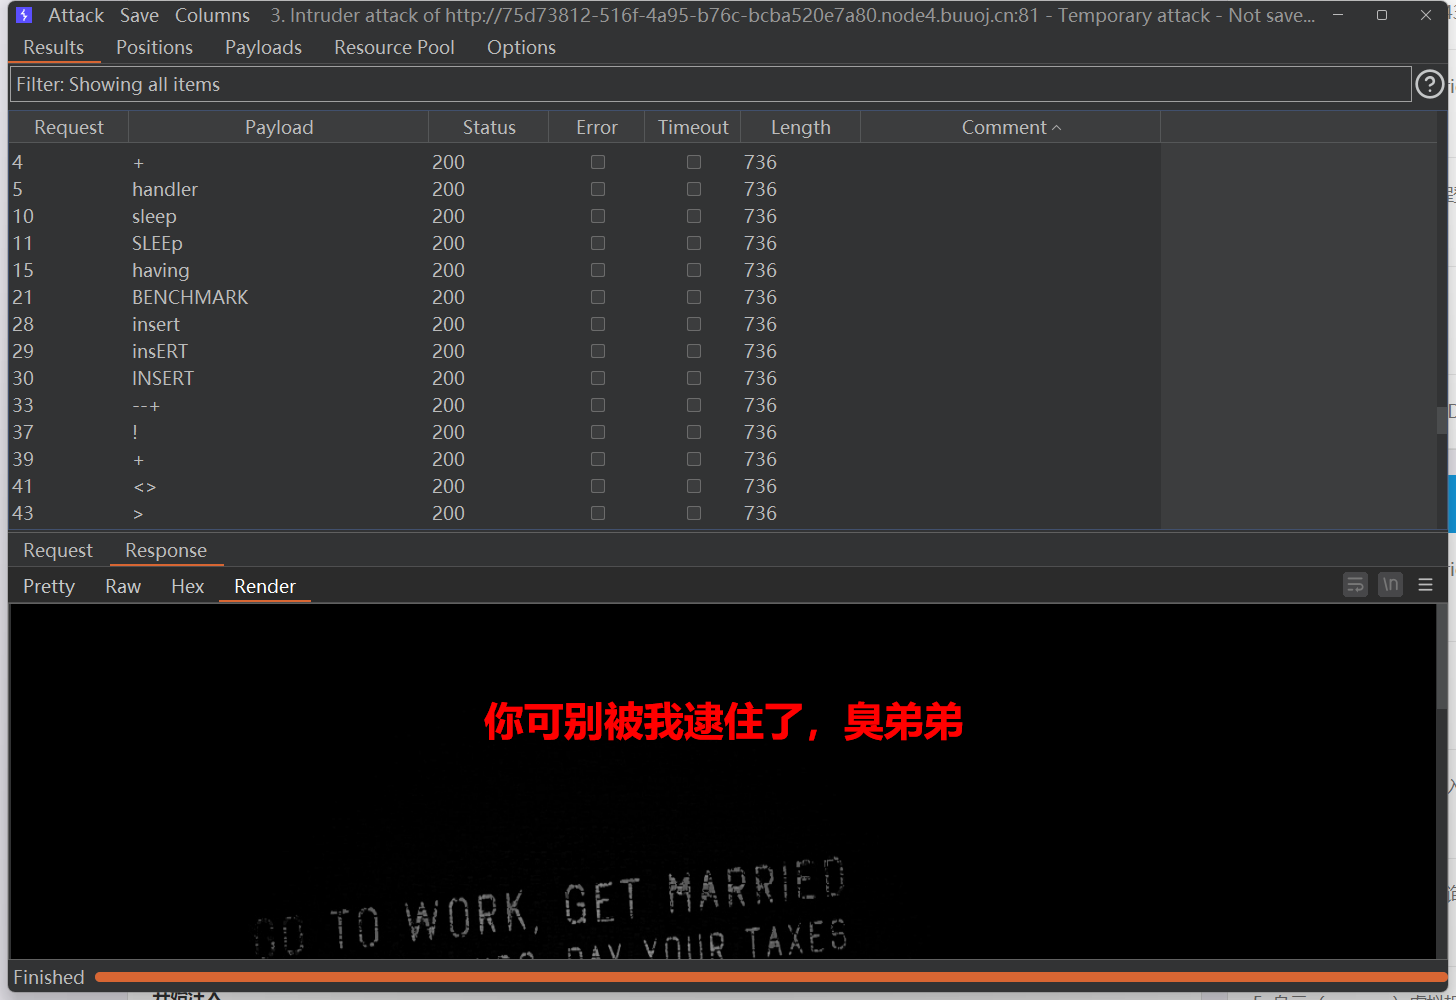 Attack Save Columns 3. Intruder attack of http://75d73812-516f-4a95-b76c-bcba520e7a80.node4.buuoj.cn:81 - Temporary attack - Not save...
Results Positions Payloads Resource Pool Options
Filter: Showing all items
Request Payload Status Error Timeout Length Comment
4 + 200 736
5 handler 200 736
10 sleep 200 736
11 SLEEp 200 736
15 having 200 736
21 BENCHMARK 200 736
28 insert 200 736
29 insERT 200 736
30 INSERT 200 736
33 --+ 200 736
37 ! 200 736
39 + 200 736
41 <> 200 736
43 > 200 736
Request Response
Pretty Raw Hex Render
\n
你可别被我逮住了，臭弟弟
GO TO WORK, GET MARRIED
PAY YOUR TAXES
Finished